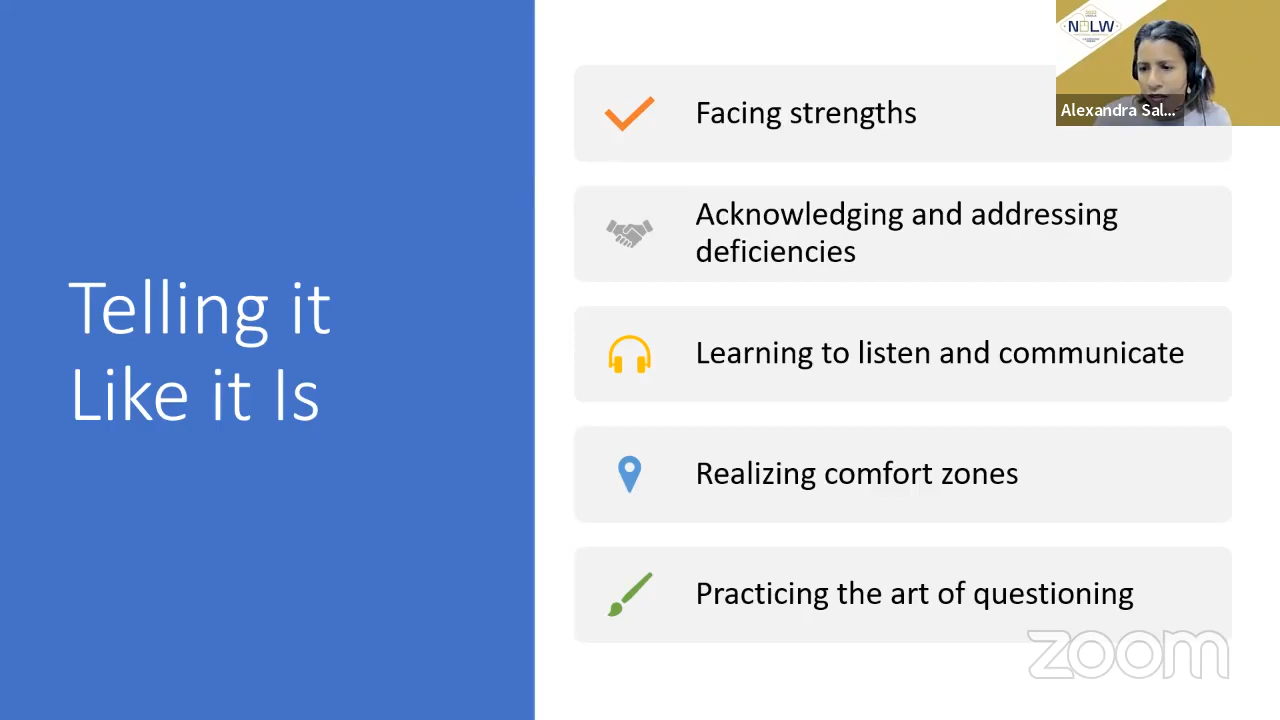 Telling it
Like it Is
Facing strengths
Acknowledging and addressing
deficiencies
Learning to listen and communicate
Realizing comfort zones
Practicing the art of questioning
NLW
Alexandra Sal...
zoom